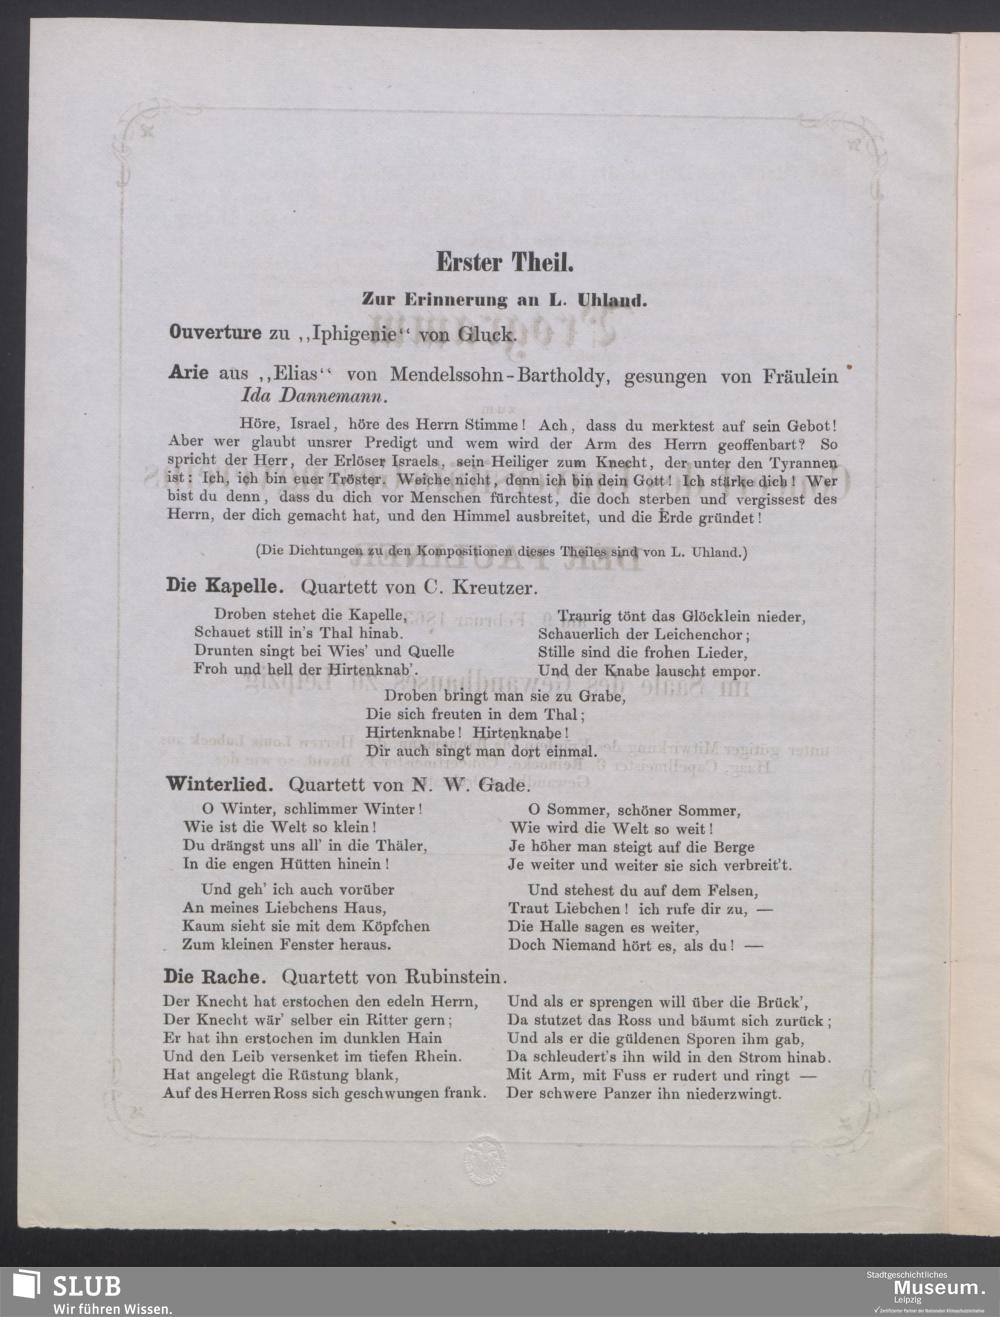 Erster Theil.
Zur Erinnerung an L. Uhland.
Ouverture zu ,,Iphigenie‘‘ von Gluck.
Arie aus ,,Elias‘‘ von Mendelssohn-Bartholdy, gesungen von Fräulein
Ida Dannemann.
Höre, Israel, höre des Herrn Stimme! Ach, dass du merktest auf sein Gebot!
Aber wer glaubt unsrer Predigt und wem wird der Arm des Herrn geoffenbart? So
spricht der Herr, der Erlöser Israels, sein Heiliger zum Knecht, der unter den Tyrannen
ist: Ich, ich bin euer Tröster. Weiche nicht, denn ich bin dein Gott! Ich stärke dich! Wer
bist du denn, dass du dich vor Menschen fürchtest, die doch sterben und vergissest des
Herrn, der dich gemacht hat, und den Himmel ausbreitet, und die Erde gründet!
(Die Dichtungen zu den Kompositionen dieses Theiles sind von L. Uhland.)
Die Kapelle. Quartett von C. Kreutzer.
Droben stehet die Kapelle,
Schauet still in's Thal hinab.
Drunten singt bei Wies' und Quelle
Froh und hell der Hirtenknab'.
Traurig tönt das Glöcklein nieder,
Schauerlich der Leichenchor;
Stille sind die frohen Lieder,
Und der Knabe lauscht empor.
Droben bringt man sie zu Grabe,
Die sich freuten in dem Thal;
Hirtenknabe! Hirtenknabe!
Dir auch singt man dort einmal.
Winterlied. Quartett von N. W. Gade.
O Winter, schlimmer Winter!
Wie ist die Welt so klein!
Du drängst uns all' in die Thäler,
In die engen Hütten hinein!
Und geh' ich auch vorüber
An meines Liebchens Haus,
Kaum sieht sie mit dem Köpfchen
Zum kleinen Fenster heraus.
O Sommer, schöner Sommer,
Wie wird die Welt so weit!
Je höher man steigt auf die Berge
Je weiter und weiter sie sich verbreit't.
Und stehest du auf dem Felsen,
Traut Liebchen! ich rufe dir zu, —
Die Halle sagen es weiter,
Doch Niemand hört es, als du! —
Die Rache. Quartett von Rubinstein.
Der Knecht hat erstochen den edeln Herrn,
Der Knecht wär' selber ein Ritter gern;
Er hat ihn erstochen im dunklen Hain
Und den Leib versenket im tiefen Rhein.
Hat angelegt die Rüstung blank,
Auf des Herren Ross sich geschwungen frank.
Und als er sprengen will über die Brück',
Da stutzet das Ross und bäumt sich zurück;
Und als er die güldenen Sporen ihm gab,
Da schleudert's ihn wild in den Strom hinab.
Mit Arm, mit Fuss er rudert und ringt —
Der schwere Panzer ihn niederzwingt.
SLUB
Wir führen Wissen.
Stadtgeschichtliches
Museum.
Leipzig
Zertifizierter Partner der Nationalen Klimaschutzinitiative